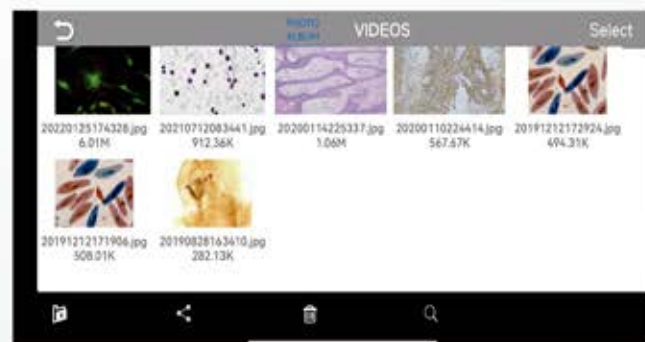 PHOTO ALBUM VIDEOS Select
20220125174328.jpg 20210712083441.jpg 20200114225337.jpg 20200110224414.jpg 20191212172924.jpg
6.01M 912.36K 1.06M 567.67K 494.31K
20191212171906.jpg 20190828163410.jpg
508.01K 282.13K